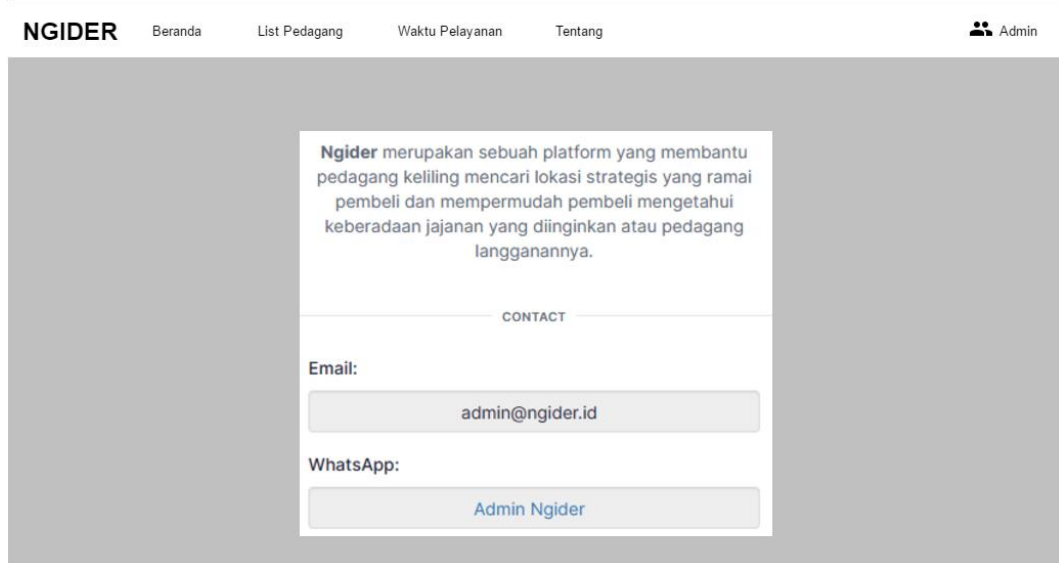 NGIDER Beranda List Pedagang Waktu Pelayanan Tentang Admin
Ngider merupakan sebuah platform yang membantu
pedagang keliling mencari lokasi strategis yang ramai
pembeli dan mempermudah pembeli mengetahui
keberadaan jajanan yang diinginkan atau pedagang
langganannya.
CONTACT
Email:
admin@ngider.id
WhatsApp:
Admin Ngider